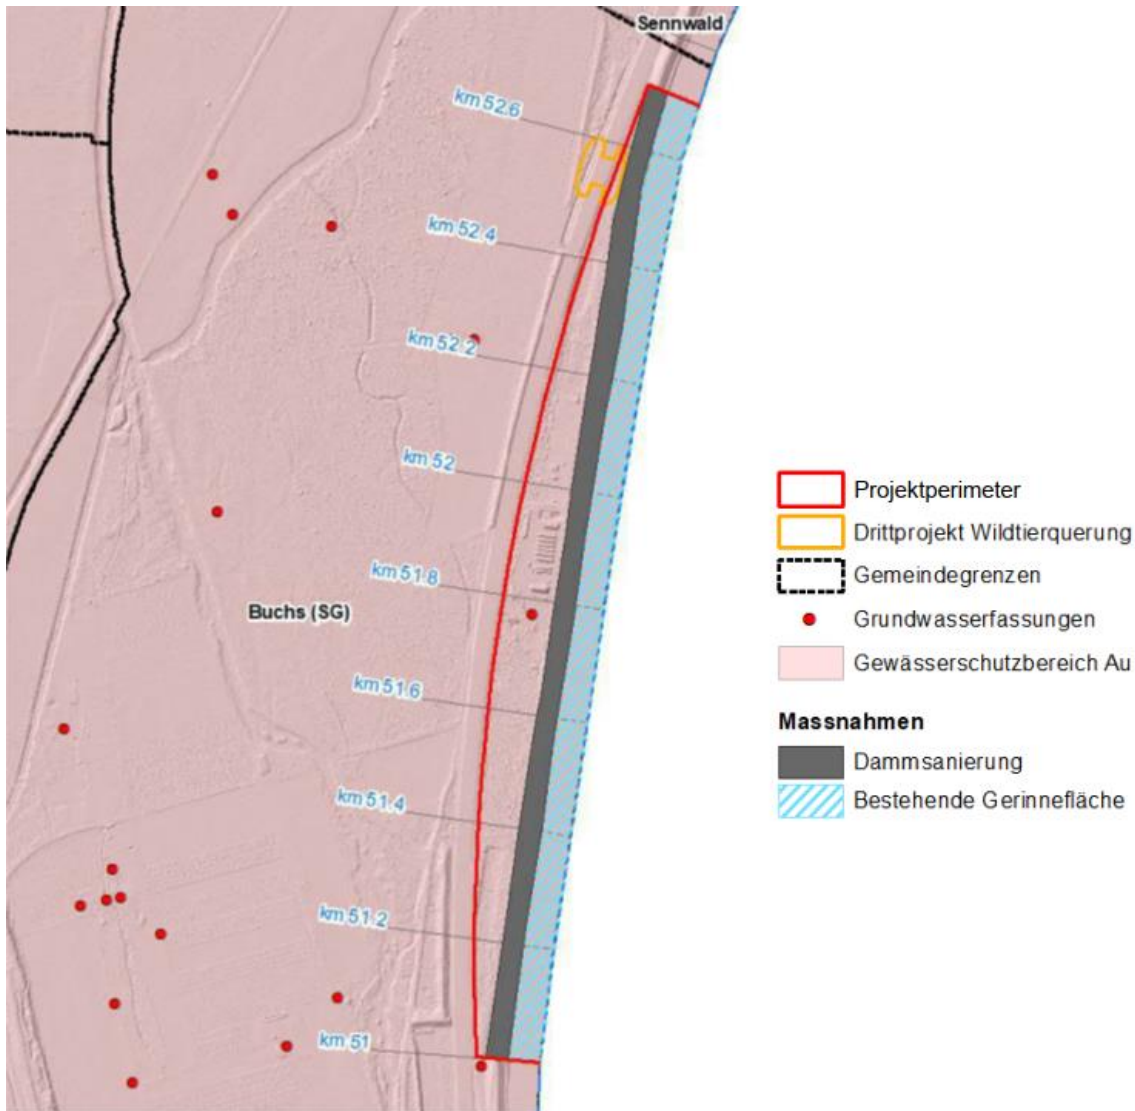 Sennwald
km 52.6
km 52.4
km 52.2
km 52
km 51.8
Buchs (SG)
km 51.6
km 51.4
km 51.2
km 51
Projektperimeter
Drittprojekt Wildtierquerung
Gemeindegrenzen
Grundwasserfassungen
Gewässerschutzbereich Au
Massnahmen
Dammsanierung
Bestehende Gerinnefläche